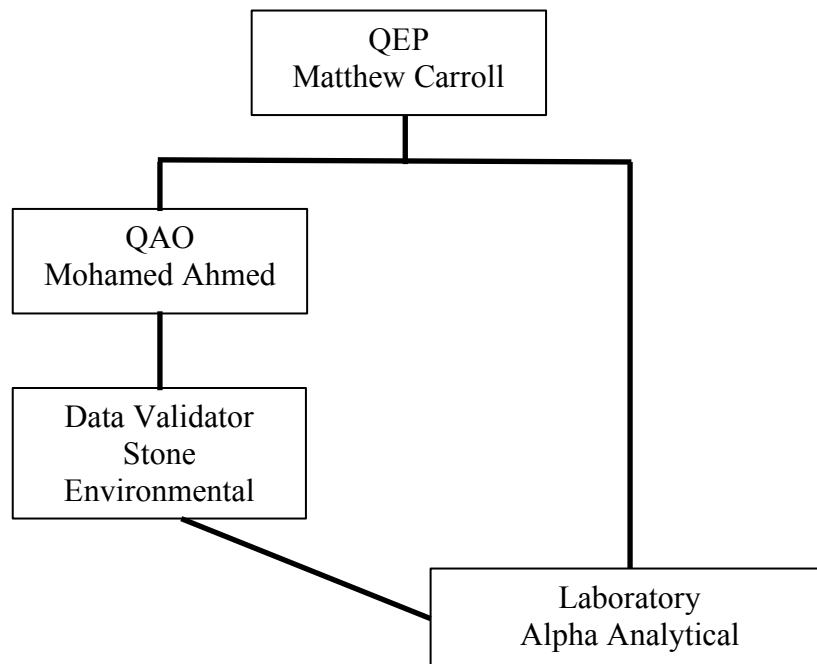 QEP
Matthew Carroll
QAO
Mohamed Ahmed
Data Validator
Stone
Environmental
Laboratory
Alpha Analytical